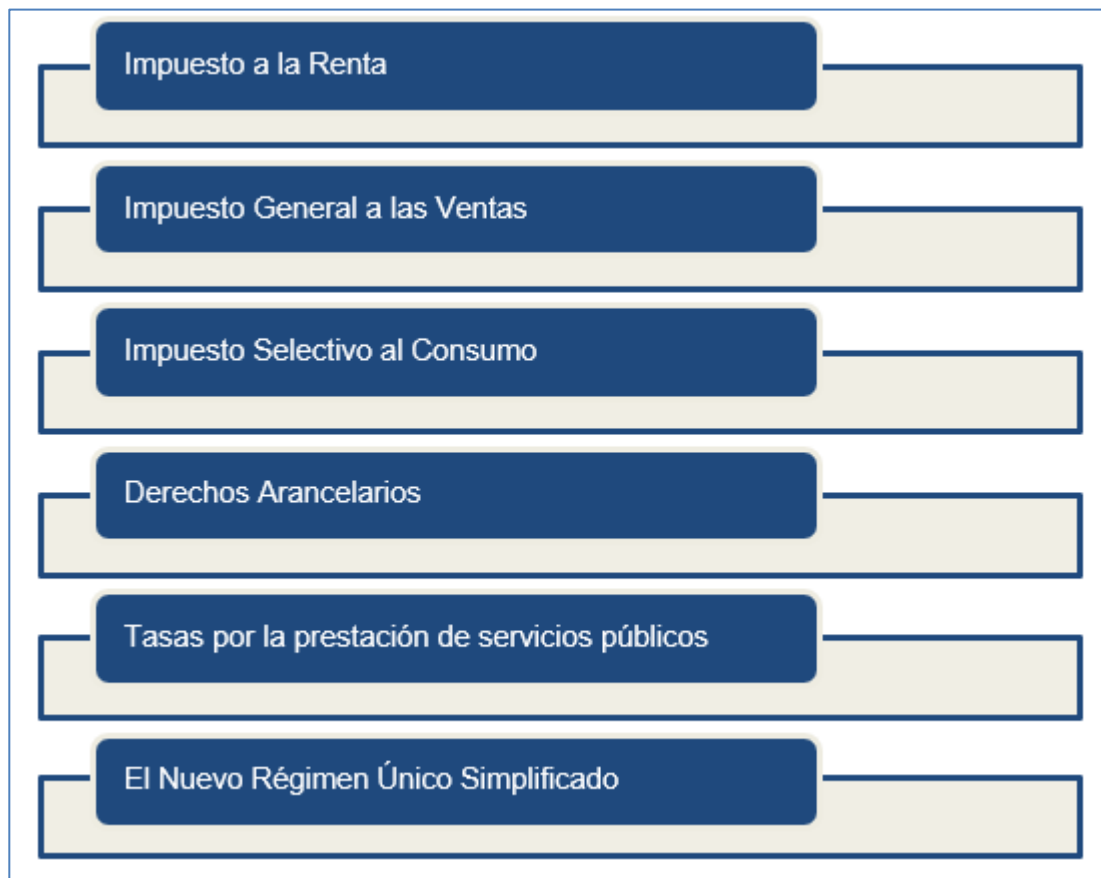 Impuesto a la Renta
Impuesto General a las Ventas
Impuesto Selectivo al Consumo
Derechos Arancelarios
Tasas por la prestación de servicios públicos
El Nuevo Régimen Único Simplificado